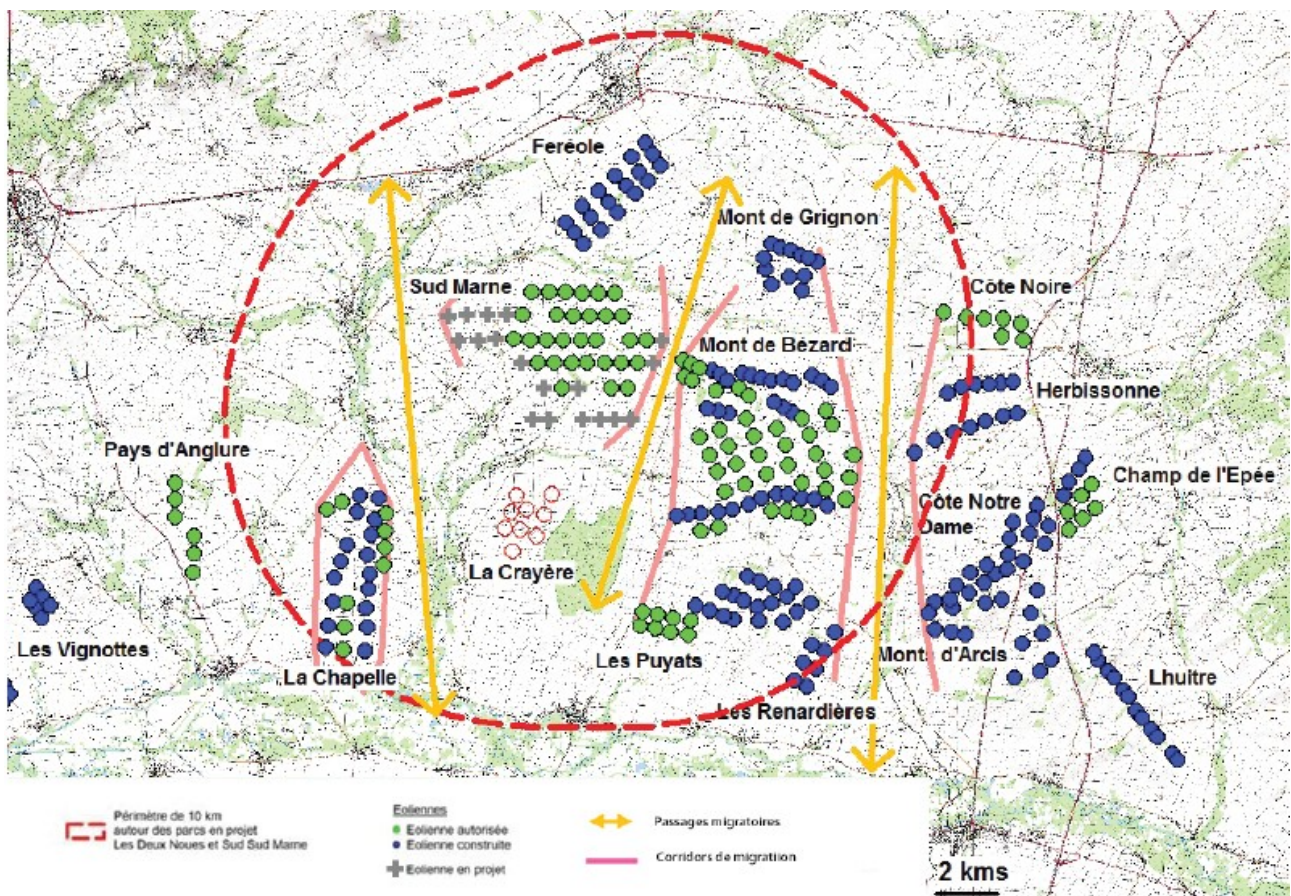 Feréole
Mont de Grignon
Sud Marne
Côte Noire
Mont de Bézard
Herbissonne
Pays d'Anglure
Champ de l'Epée
Côte Notre
Dame
La Crayère
Les Vignottes
Les Puyats
Monts d'Arcis
La Chapelle
Lhuitre
Les Renardières
Périmètre de 10 km
autour des parcs en projet
Les Deux Noues et Sud Sud Marne
Eoliennes
Eolienne autorisée
Eolienne construite
Eolienne en projet
Passages migratoires
Corridors de migratiion
2 kms